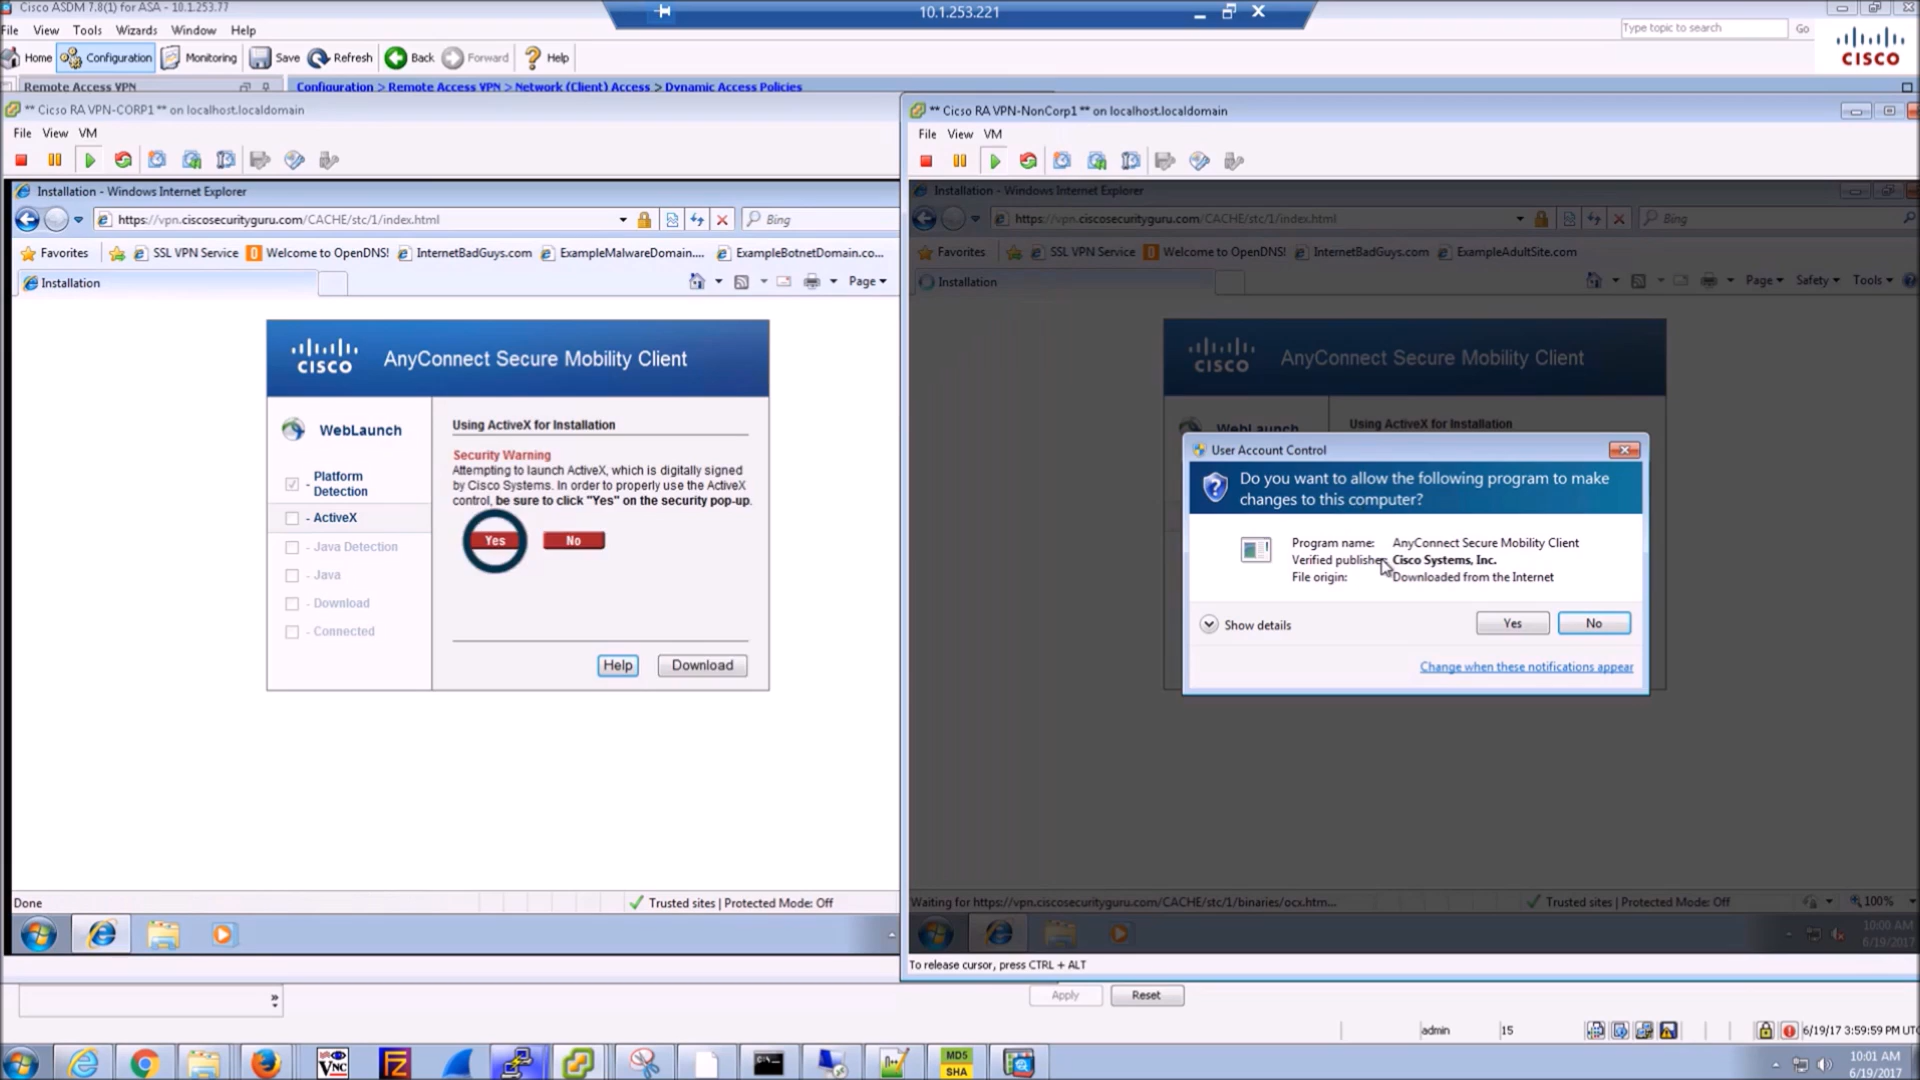 Cisco ASDM 7.8(1) for ASA - 10.1.253.77
10.1.253.221
File View Tools Wizards Window Help
Type topic to search Go
Home Configuration Monitoring Save Refresh Back Forward Help
CISCO
Remote Access VPN
Configuration > Remote Access VPN > Network (Client) Access > Dynamic Access Policies
** Cicso RA VPN-CORP1 ** on localhost.localdomain
File View VM
Installation - Windows Internet Explorer
https://vpn.ciscosecurityguru.com/CACHE/stc/1/index.html
Bing
Favorites SSL VPN Service Welcome to OpenDNS! InternetBadGuys.com ExampleMalwareDomain.... ExampleBotnetDomain.co...
Installation
Page
CISCO
AnyConnect Secure Mobility Client
WebLaunch
- Platform Detection
- ActiveX
- Java Detection
- Java
- Download
- Connected
Using ActiveX for Installation
Security Warning
Attempting to launch ActiveX, which is digitally signed
by Cisco Systems. In order to properly use the ActiveX
control, be sure to click "Yes" on the security pop-up.
Yes No
Help Download
Done
Trusted sites | Protected Mode: Off
** Cicso RA VPN-NonCorp1 ** on localhost.localdomain
File View VM
Installation - Windows Internet Explorer
https://vpn.ciscosecurityguru.com/CACHE/stc/1/index.html
Bing
Favorites SSL VPN Service Welcome to OpenDNS! InternetBadGuys.com ExampleAdultSite.com
Installation
Page Safety Tools
CISCO
AnyConnect Secure Mobility Client
WebLaunch
Using ActiveX for Installation
User Account Control
Do you want to allow the following program to make
changes to this computer?
Program name: AnyConnect Secure Mobility Client
Verified publisher Cisco Systems, Inc.
File origin: Downloaded from the Internet
Show details
Yes No
Change when these notifications appear
Waiting for https://vpn.ciscosecurityguru.com/CACHE/stc/1/binaries/ocx.htm...
Trusted sites | Protected Mode: Off
100%
10:00 AM
6/19/2017
To release cursor, press CTRL + ALT
Apply Reset
admin 15 6/19/17 3:59:59 PM UTC
VNC
FZ
MD5
SHA
10:01 AM
6/19/2017